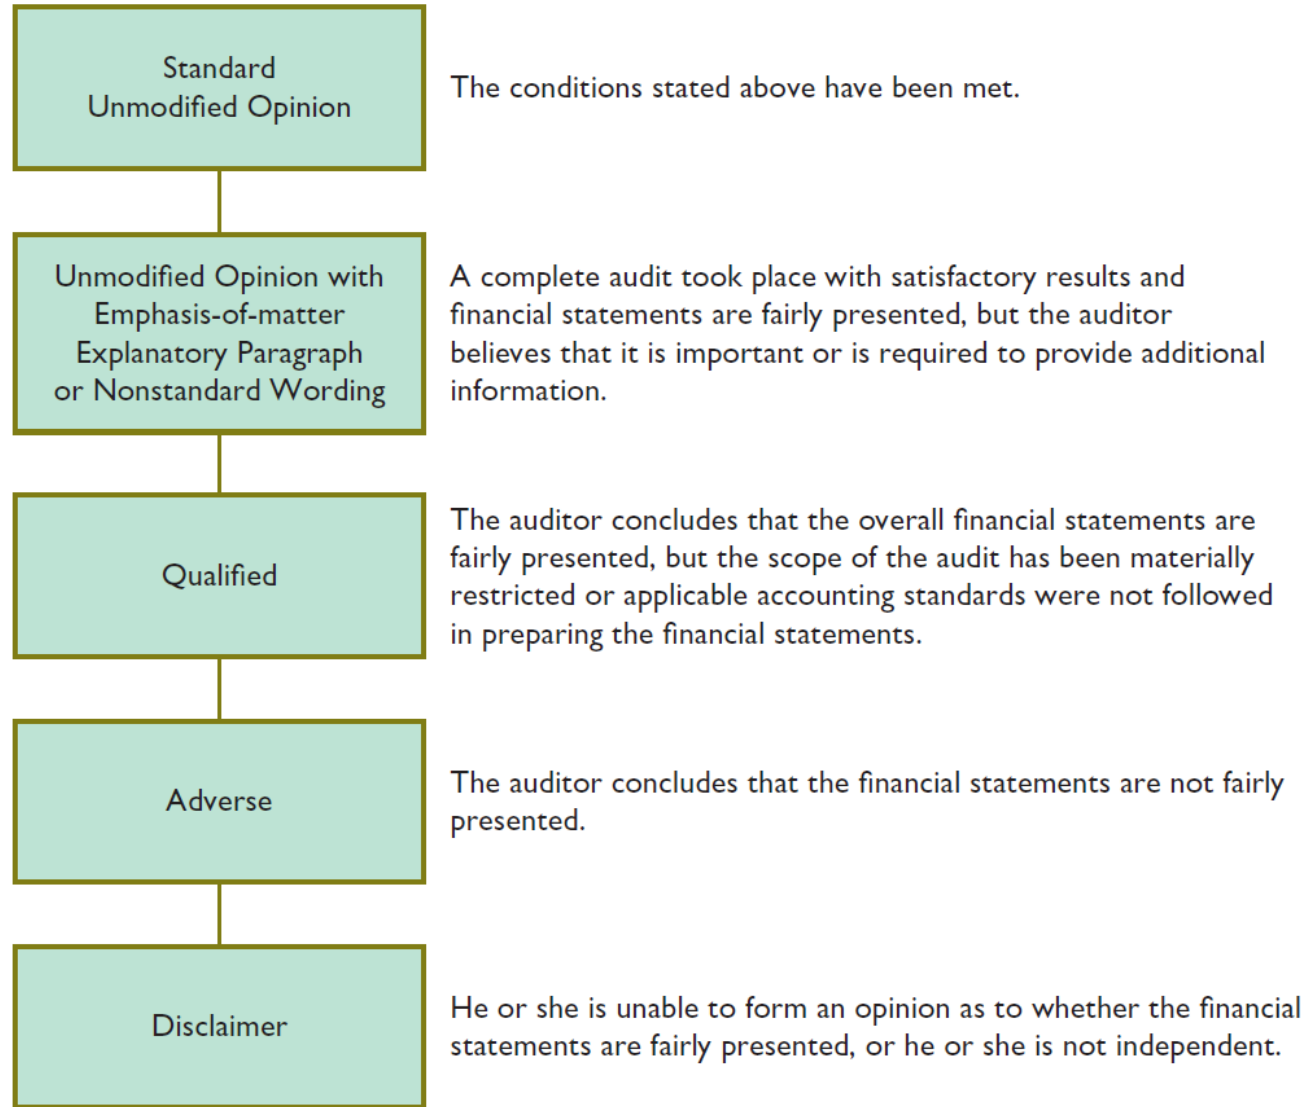 Standard
Unmodified Opinion
The conditions stated above have been met.
Unmodified Opinion with
Emphasis-of-matter
Explanatory Paragraph
or Nonstandard Wording
A complete audit took place with satisfactory results and
financial statements are fairly presented, but the auditor
believes that it is important or is required to provide additional
information.
Qualified
The auditor concludes that the overall financial statements are
fairly presented, but the scope of the audit has been materially
restricted or applicable accounting standards were not followed
in preparing the financial statements.
Adverse
The auditor concludes that the financial statements are not fairly
presented.
Disclaimer
He or she is unable to form an opinion as to whether the financial
statements are fairly presented, or he or she is not independent.